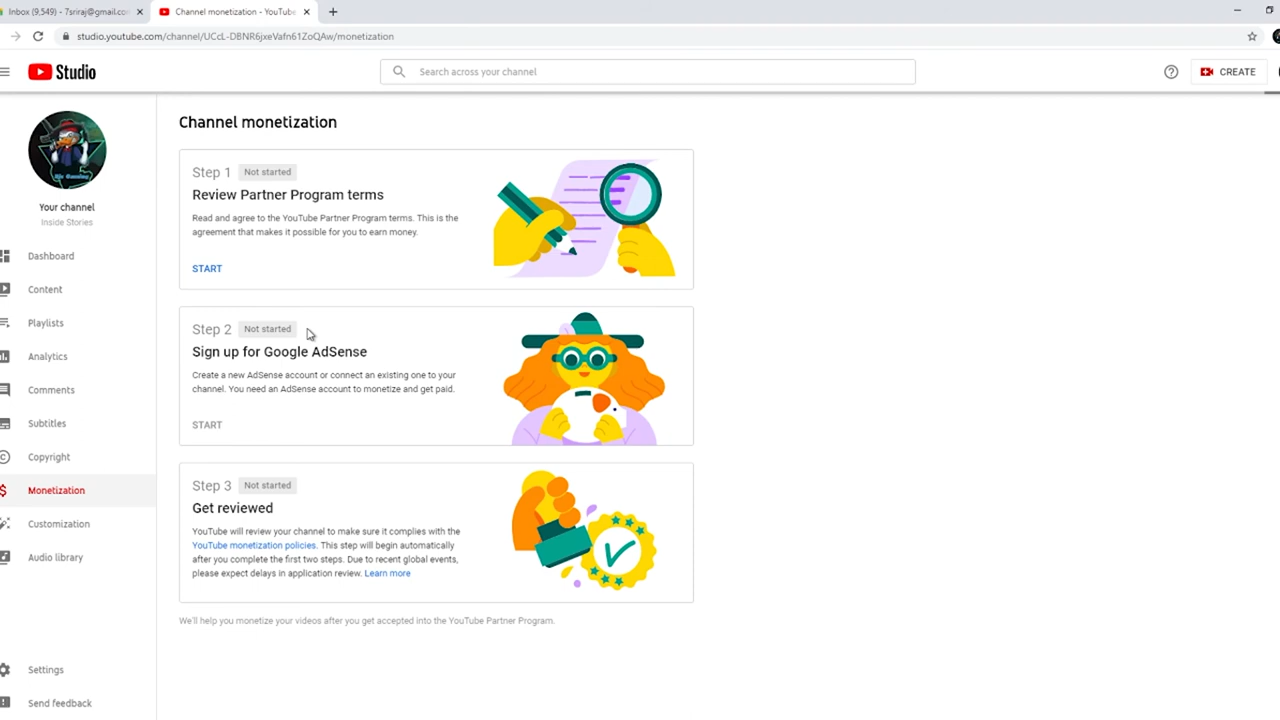 Inbox (9,549) - 7sriraj@gmail.co
Channel monetization - YouTube
studio.youtube.com/channel/UCcL-DBNR6jxeVafn61ZoQAw/monetization
Studio
Search across your channel
CREATE
Your channel
Inside Stories
Dashboard
Content
Playlists
Analytics
Comments
Subtitles
Copyright
Monetization
Customization
Audio library
Settings
Send feedback
Channel monetization
Step 1 Not started
Review Partner Program terms
Read and agree to the YouTube Partner Program terms. This is the
agreement that makes it possible for you to earn money.
START
Step 2 Not started
Sign up for Google AdSense
Create a new AdSense account or connect an existing one to your
channel. You need an AdSense account to monetize and get paid.
START
Step 3 Not started
Get reviewed
YouTube will review your channel to make sure it complies with the
YouTube monetization policies. This step will begin automatically
after you complete the first two steps. Due to recent global events,
please expect delays in application review. Learn more
We'll help you monetize your videos after you get accepted into the YouTube Partner Program.